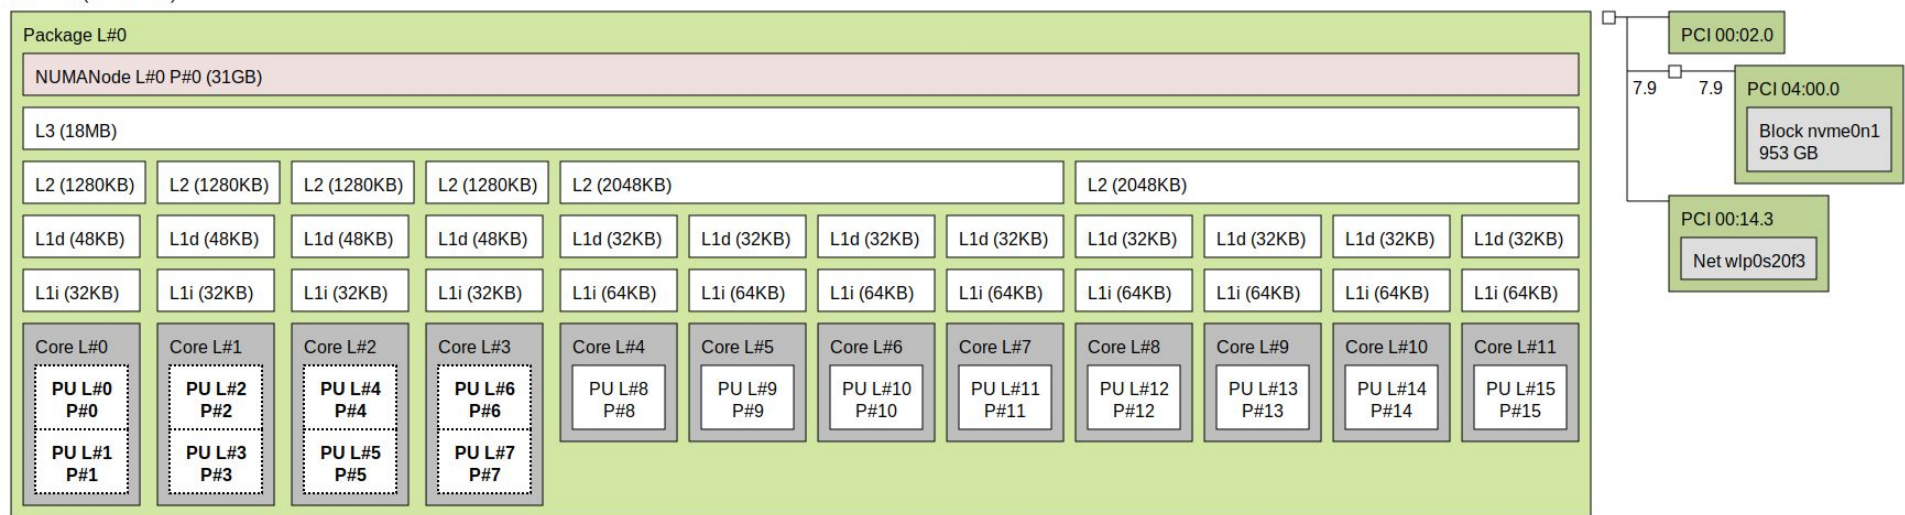 Package L#0
NUMANode L#0 P#0 (31GB)
L3 (18MB)
L2 (1280KB) L2 (1280KB) L2 (1280KB) L2 (1280KB) L2 (2048KB) L2 (2048KB)
L1d (48KB) L1d (48KB) L1d (48KB) L1d (48KB) L1d (32KB) L1d (32KB) L1d (32KB) L1d (32KB) L1d (32KB) L1d (32KB) L1d (32KB) L1d (32KB)
L1i (32KB) L1i (32KB) L1i (32KB) L1i (32KB) L1i (64KB) L1i (64KB) L1i (64KB) L1i (64KB) L1i (64KB) L1i (64KB) L1i (64KB) L1i (64KB)
Core L#0 Core L#1 Core L#2 Core L#3 Core L#4 Core L#5 Core L#6 Core L#7 Core L#8 Core L#9 Core L#10 Core L#11
PU L#0 PU L#2 PU L#4 PU L#6 PU L#8 PU L#9 PU L#10 PU L#11 PU L#12 PU L#13 PU L#14 PU L#15
P#0 P#2 P#4 P#6 P#8 P#9 P#10 P#11 P#12 P#13 P#14 P#15
PU L#1 PU L#3 PU L#5 PU L#7
P#1 P#3 P#5 P#7
PCI 00:02.0
7.9 7.9 PCI 04:00.0
Block nvme0n1
953 GB
PCI 00:14.3
Net wlp0s20f3